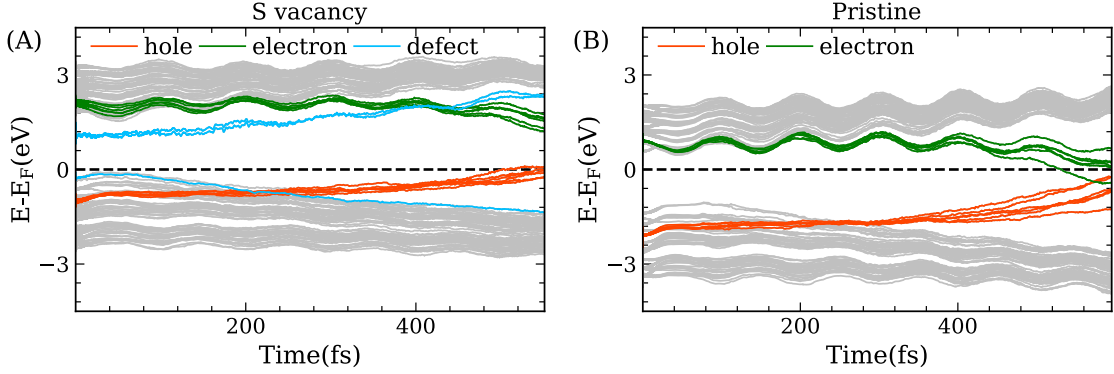 S vacancy
(A)
hole electron defect
3
0
−3
E-E_F(eV)
200 400
Time(fs)
Pristine
(B)
hole electron
3
0
−3
E-E_F(eV)
200 400
Time(fs)